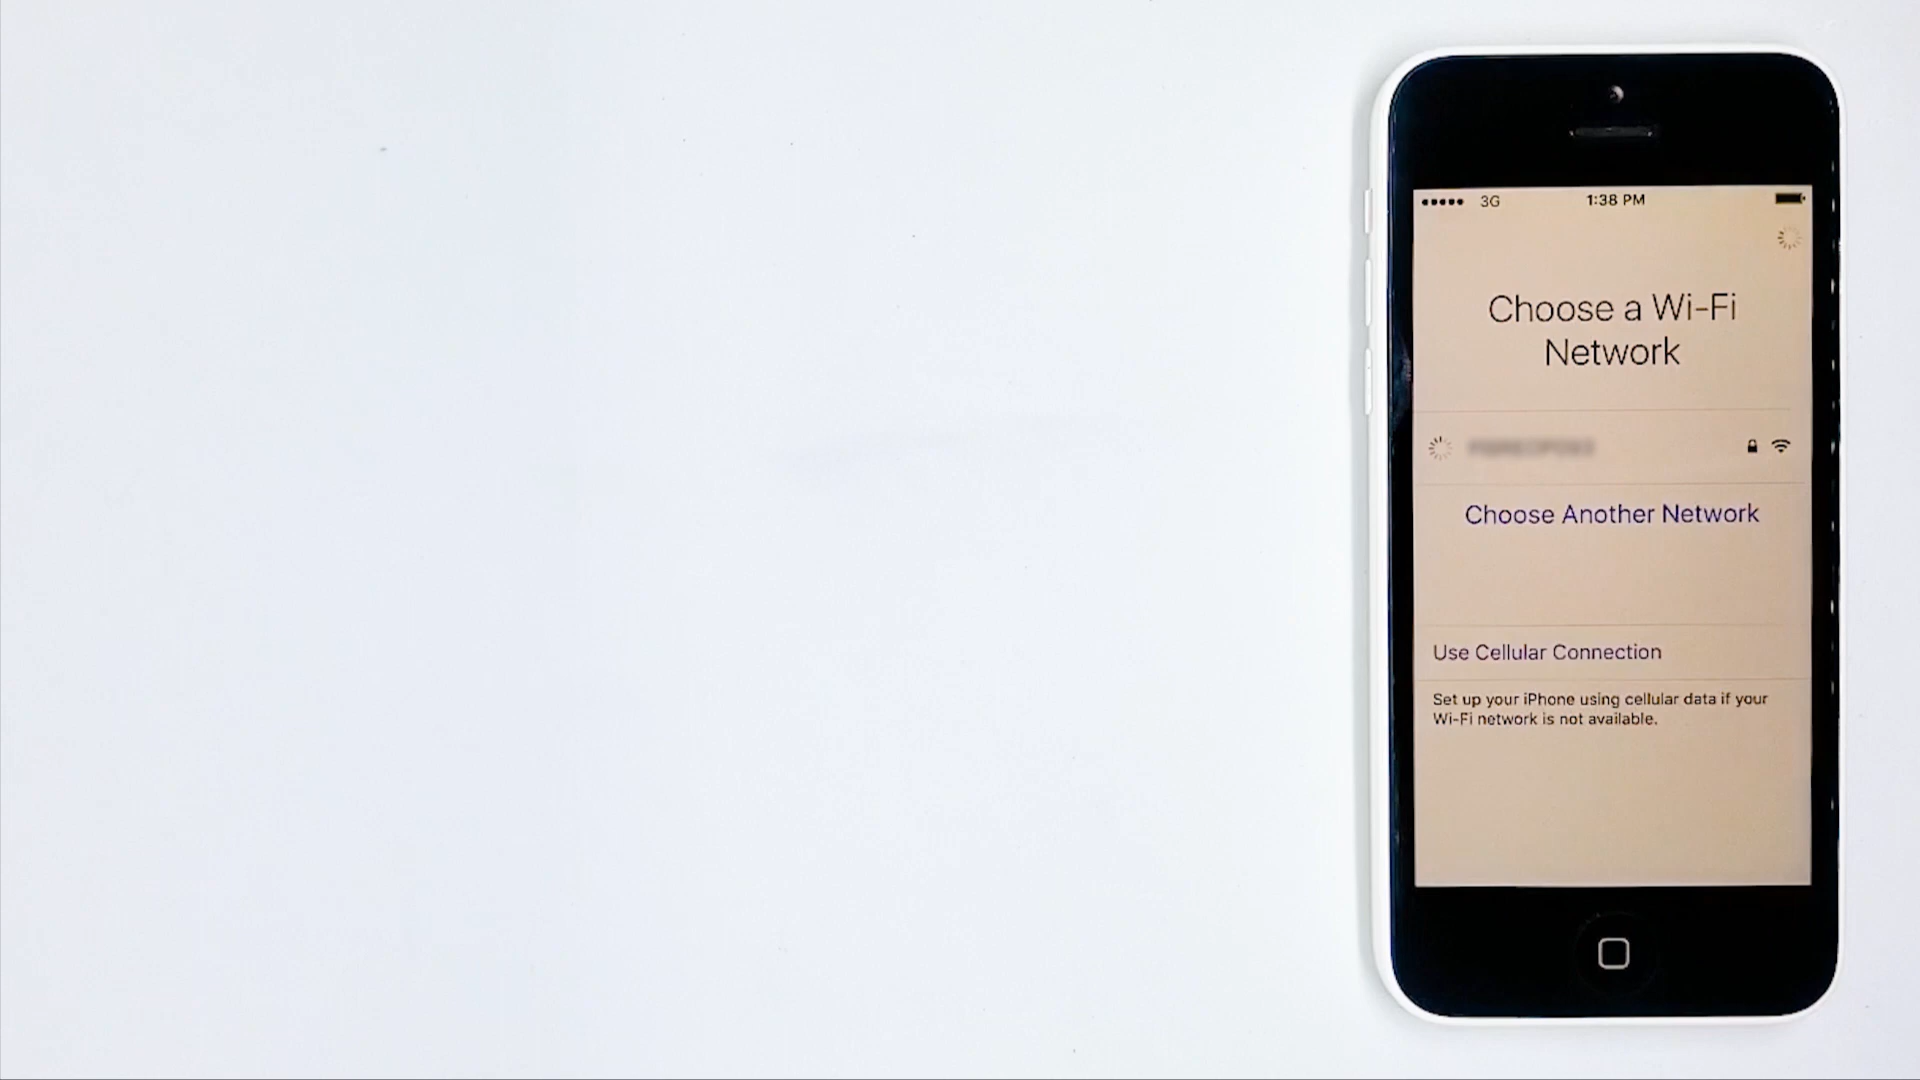 3G 1:38 PM
Choose a Wi-Fi
Network
Choose Another Network
Use Cellular Connection
Set up your iPhone using cellular data if your
Wi-Fi network is not available.